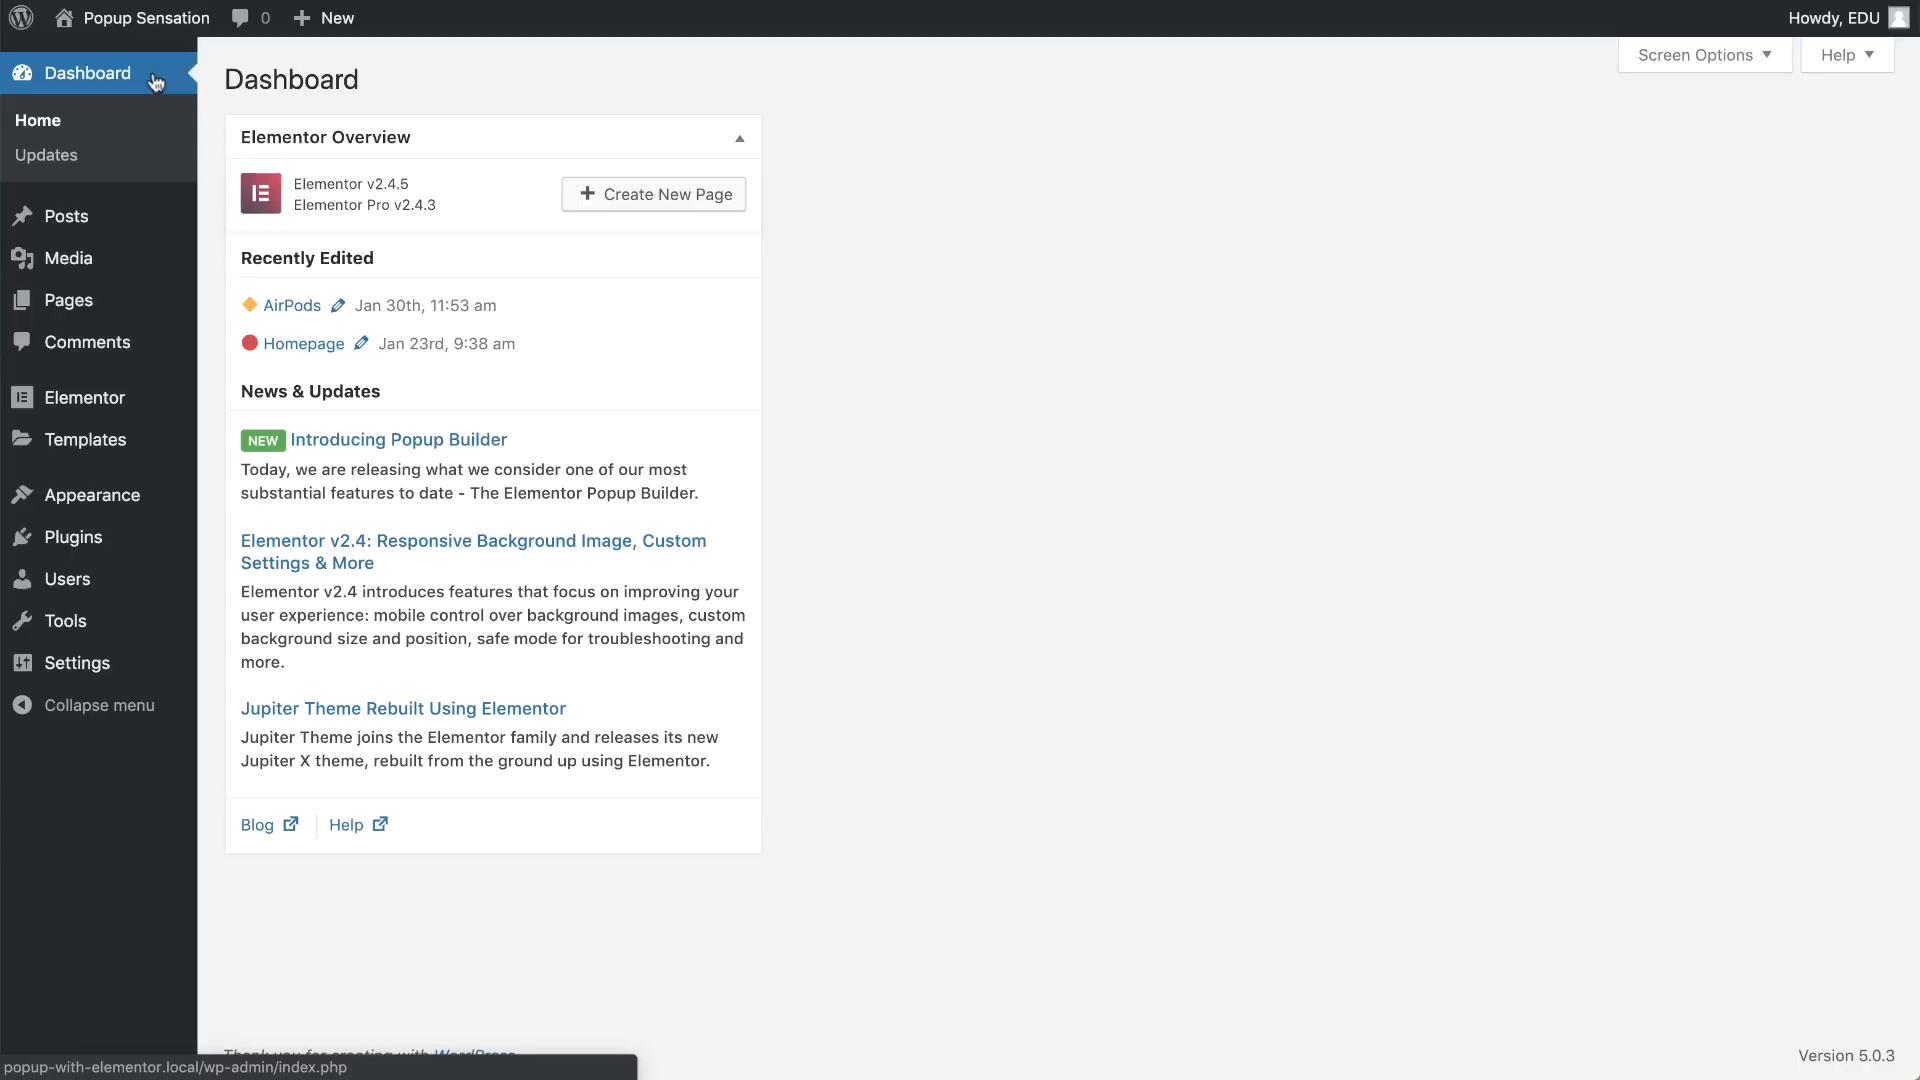 Popup Sensation
0
New
Howdy, EDU
Screen Options
Help
Dashboard
Home
Updates
Posts
Media
Pages
Comments
Elementor
Templates
Appearance
Plugins
Users
Tools
Settings
Collapse menu
Dashboard
Elementor Overview
Elementor v2.4.5
Elementor Pro v2.4.3
Create New Page
Recently Edited
AirPods Jan 30th, 11:53 am
Homepage Jan 23rd, 9:38 am
News & Updates
NEW Introducing Popup Builder
Today, we are releasing what we consider one of our most
substantial features to date - The Elementor Popup Builder.
Elementor v2.4: Responsive Background Image, Custom
Settings & More
Elementor v2.4 introduces features that focus on improving your
user experience: mobile control over background images, custom
background size and position, safe mode for troubleshooting and
more.
Jupiter Theme Rebuilt Using Elementor
Jupiter Theme joins the Elementor family and releases its new
Jupiter X theme, rebuilt from the ground up using Elementor.
Blog
Help
Thank you for creating with WordPress
Version 5.0.3
popup-with-elementor.local/wp-admin/index.php